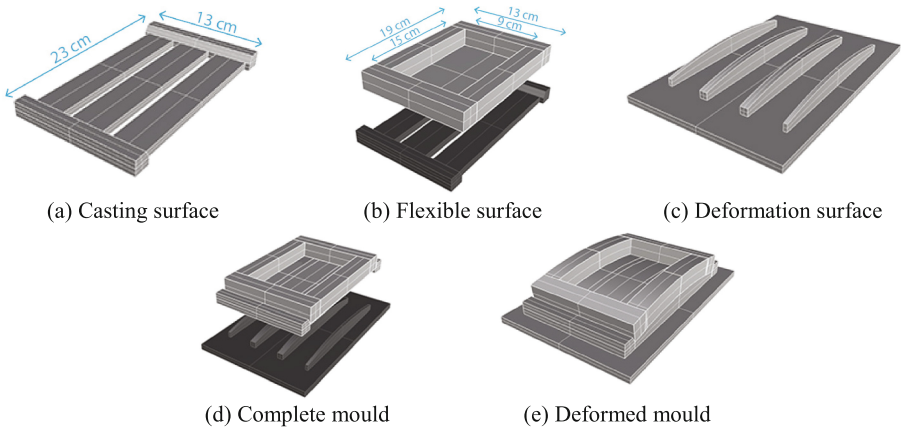 23 cm
13 cm
19 cm
15 cm
13 cm
9 cm
(a) Casting surface
(b) Flexible surface
(c) Deformation surface
(d) Complete mould
(e) Deformed mould